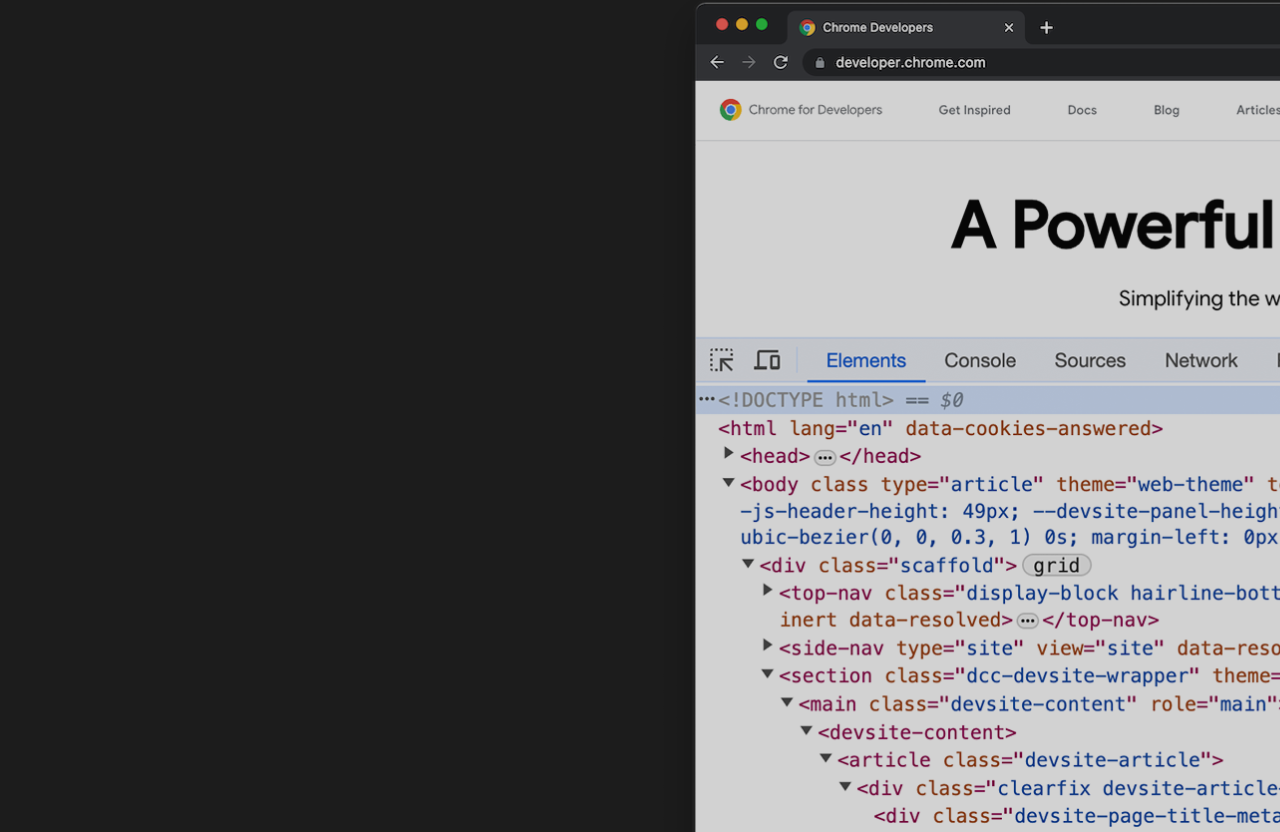 Chrome Developers
developer.chrome.com
Chrome for Developers Get Inspired Docs Blog Articles
A Powerful
Simplifying the w
Elements Console Sources Network
<!DOCTYPE html> == $0
<html lang="en" data-cookies-answered>
<head>…</head>
<body class type="article" theme="web-theme" t
-js-header-height: 49px; --devsite-panel-height
ubic-bezier(0, 0, 0.3, 1) 0s; margin-left: 0px
<div class="scaffold"> grid
<top-nav class="display-block hairline-bott
inert data-resolved>…</top-nav>
<side-nav type="site" view="site" data-reso
<section class="dcc-devsite-wrapper" theme=
<main class="devsite-content" role="main">
<devsite-content>
<article class="devsite-article">
<div class="clearfix devsite-article-
<div class="devsite-page-title-meta